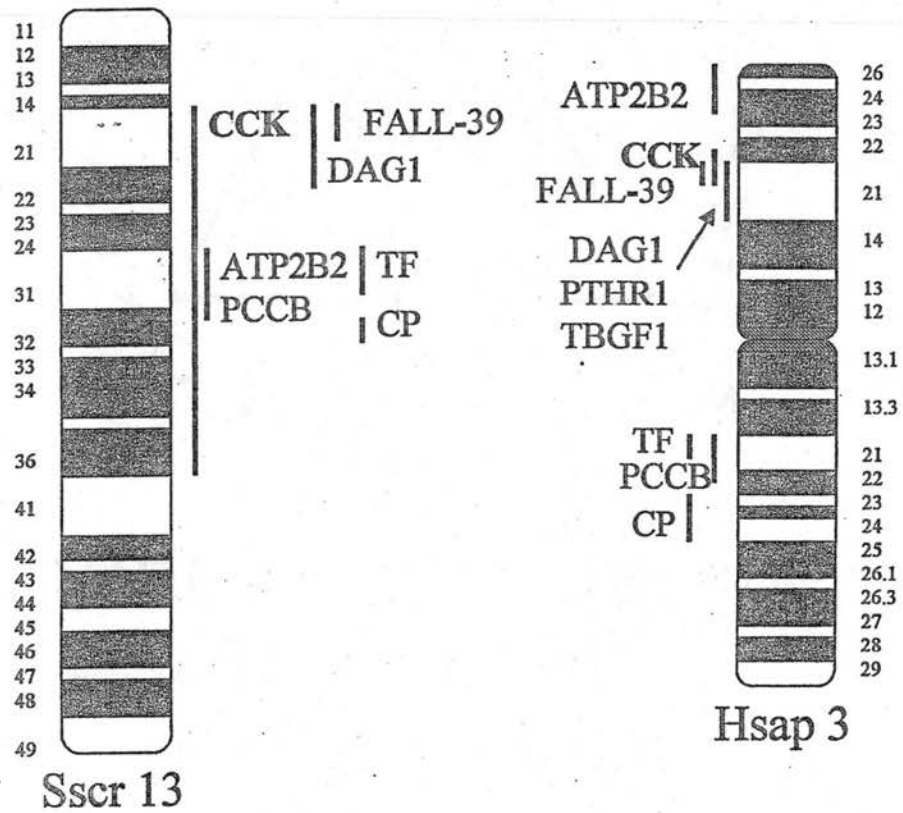 11
12
13
14
21
22
23
24
31
32
33
34
36
41
42
43
44
45
46
47
48
49
CCK
FALL-39
DAG1
ATP2B2 TF
PCCB
CP
Sscr 13
ATP2B2
CCK
FALL-39
DAG1
PTHR1
TBGF1
TF
PCCB
CP
26
24
23
22
21
14
13
12
13.1
13.3
21
22
23
24
25
26.1
26.3
27
28
29
Hsap 3